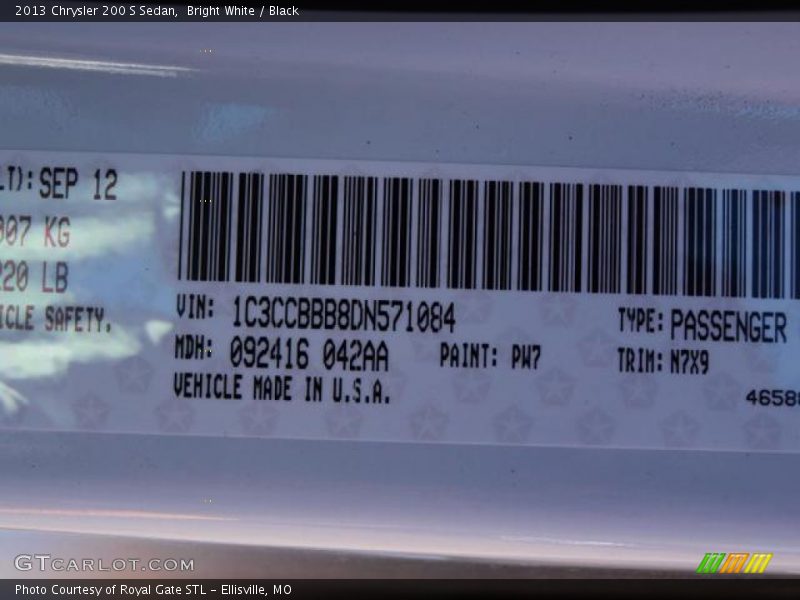 2013 Chrysler 200 S Sedan, Bright White / Black
LT): SEP 12
007 KG
220 LB
ICLE SAFETY.
VIN: 1C3CCBBB8DN571084
TYPE: PASSENGER
MDH: 092416 042AA
PAINT: PW7
TRIM: N7X9
VEHICLE MADE IN U.S.A.
4658
GTCARLOT.COM
Photo Courtesy of Royal Gate STL - Ellisville, MO